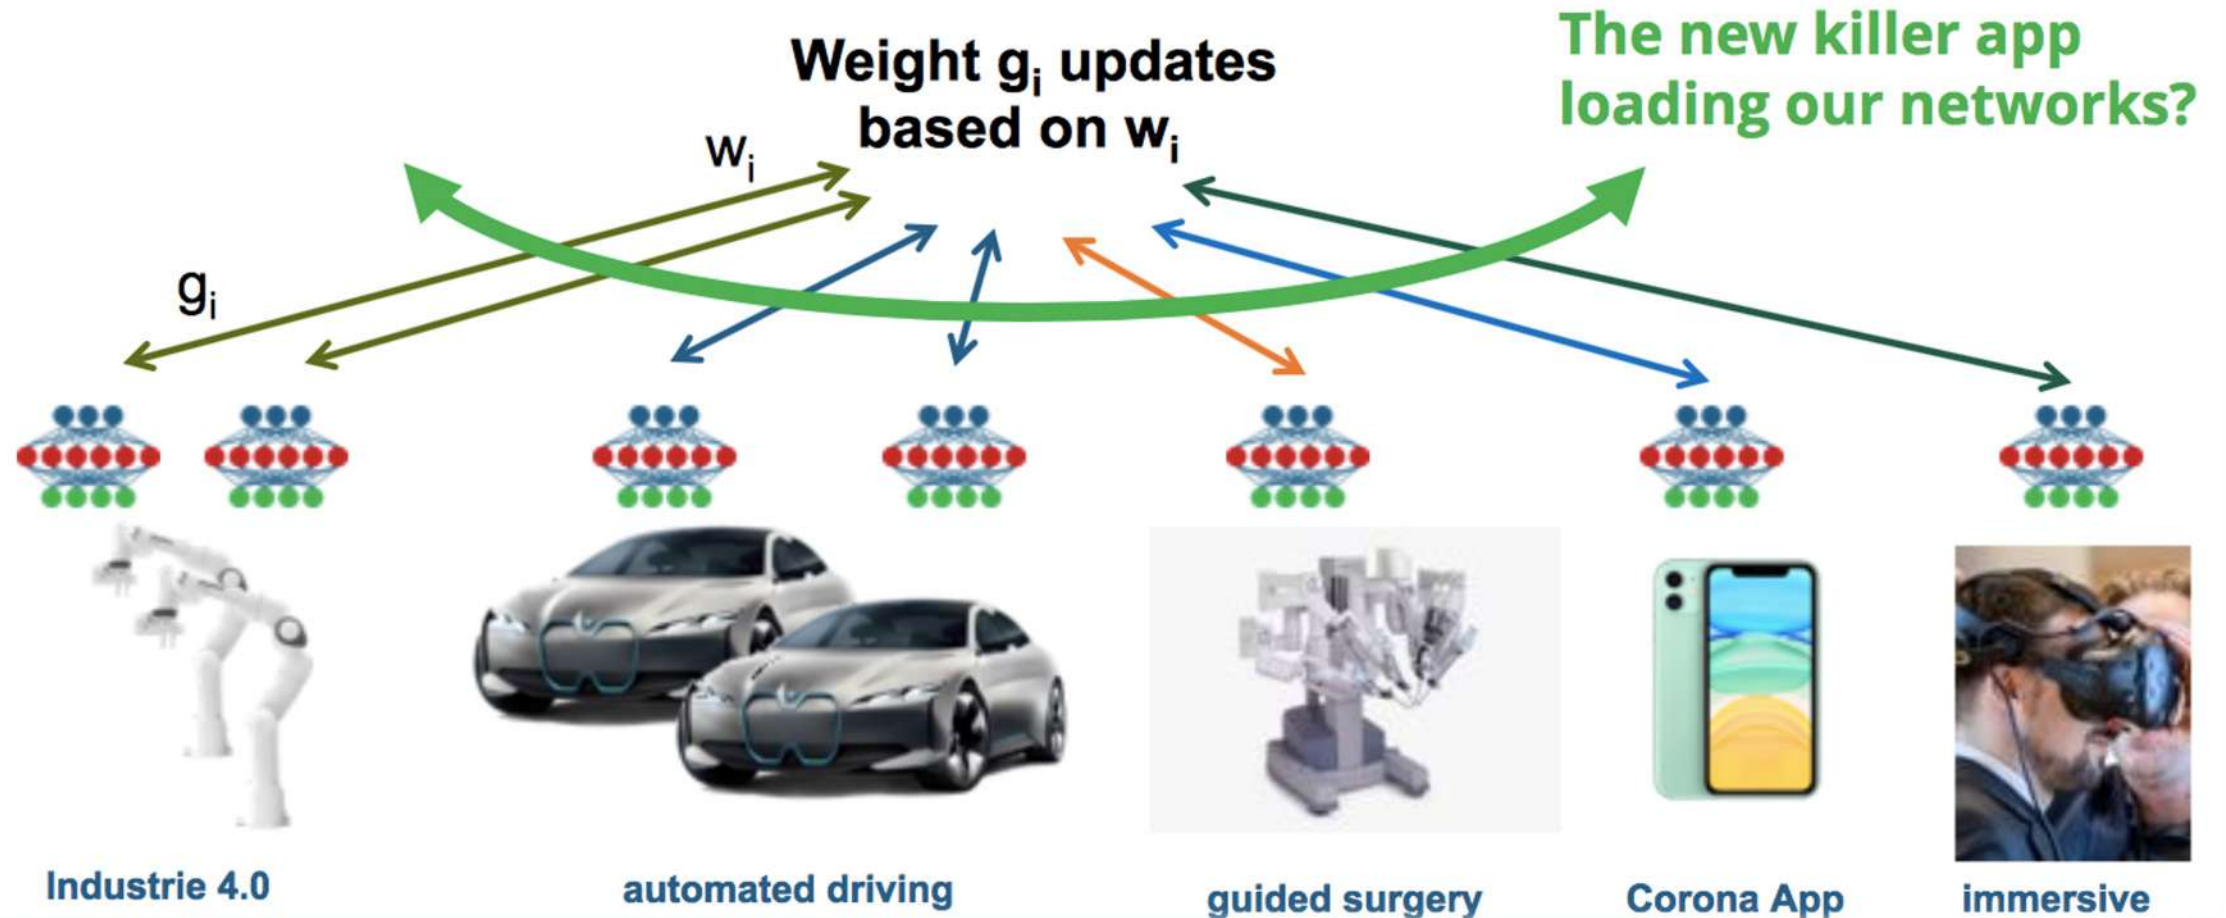 Weight gᵢ updates
based on wᵢ
The new killer app
loading our networks?
wᵢ
gᵢ
Industrie 4.0
automated driving
guided surgery
Corona App
immersive